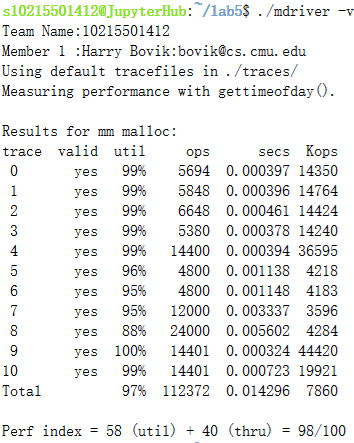 s10215501412@JupyterHub:~/lab5$ ./mdriver -v
Team Name:10215501412
Member 1 :Harry Bovik:bovik@cs.cmu.edu
Using default tracefiles in ./traces/
Measuring performance with gettimeofday().
Results for mm malloc:
trace valid util ops secs Kops
0 yes 99% 5694 0.000397 14350
1 yes 99% 5848 0.000396 14764
2 yes 99% 6648 0.000461 14424
3 yes 99% 5380 0.000378 14240
4 yes 99% 14400 0.000394 36595
5 yes 96% 4800 0.001138 4218
6 yes 95% 4800 0.001148 4183
7 yes 95% 12000 0.003337 3596
8 yes 88% 24000 0.005602 4284
9 yes 100% 14401 0.000324 44420
10 yes 99% 14401 0.000723 19921
Total 97% 112372 0.014296 7860
Perf index = 58 (util) + 40 (thru) = 98/100